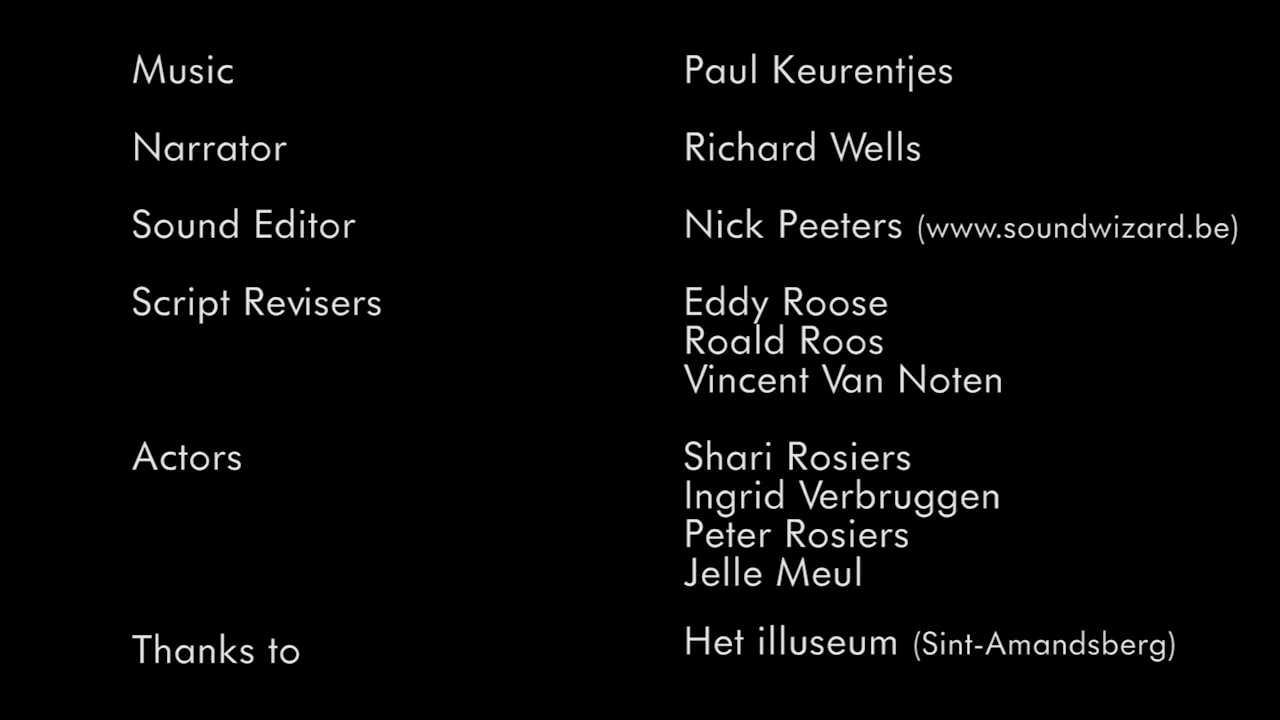 Music Paul Keurentjes
Narrator Richard Wells
Sound Editor Nick Peeters (www.soundwizard.be)
Script Revisers Eddy Roose
Roald Roos
Vincent Van Noten
Actors Shari Rosiers
Ingrid Verbruggen
Peter Rosiers
Jelle Meul
Thanks to Het illuseum (Sint-Amandsberg)